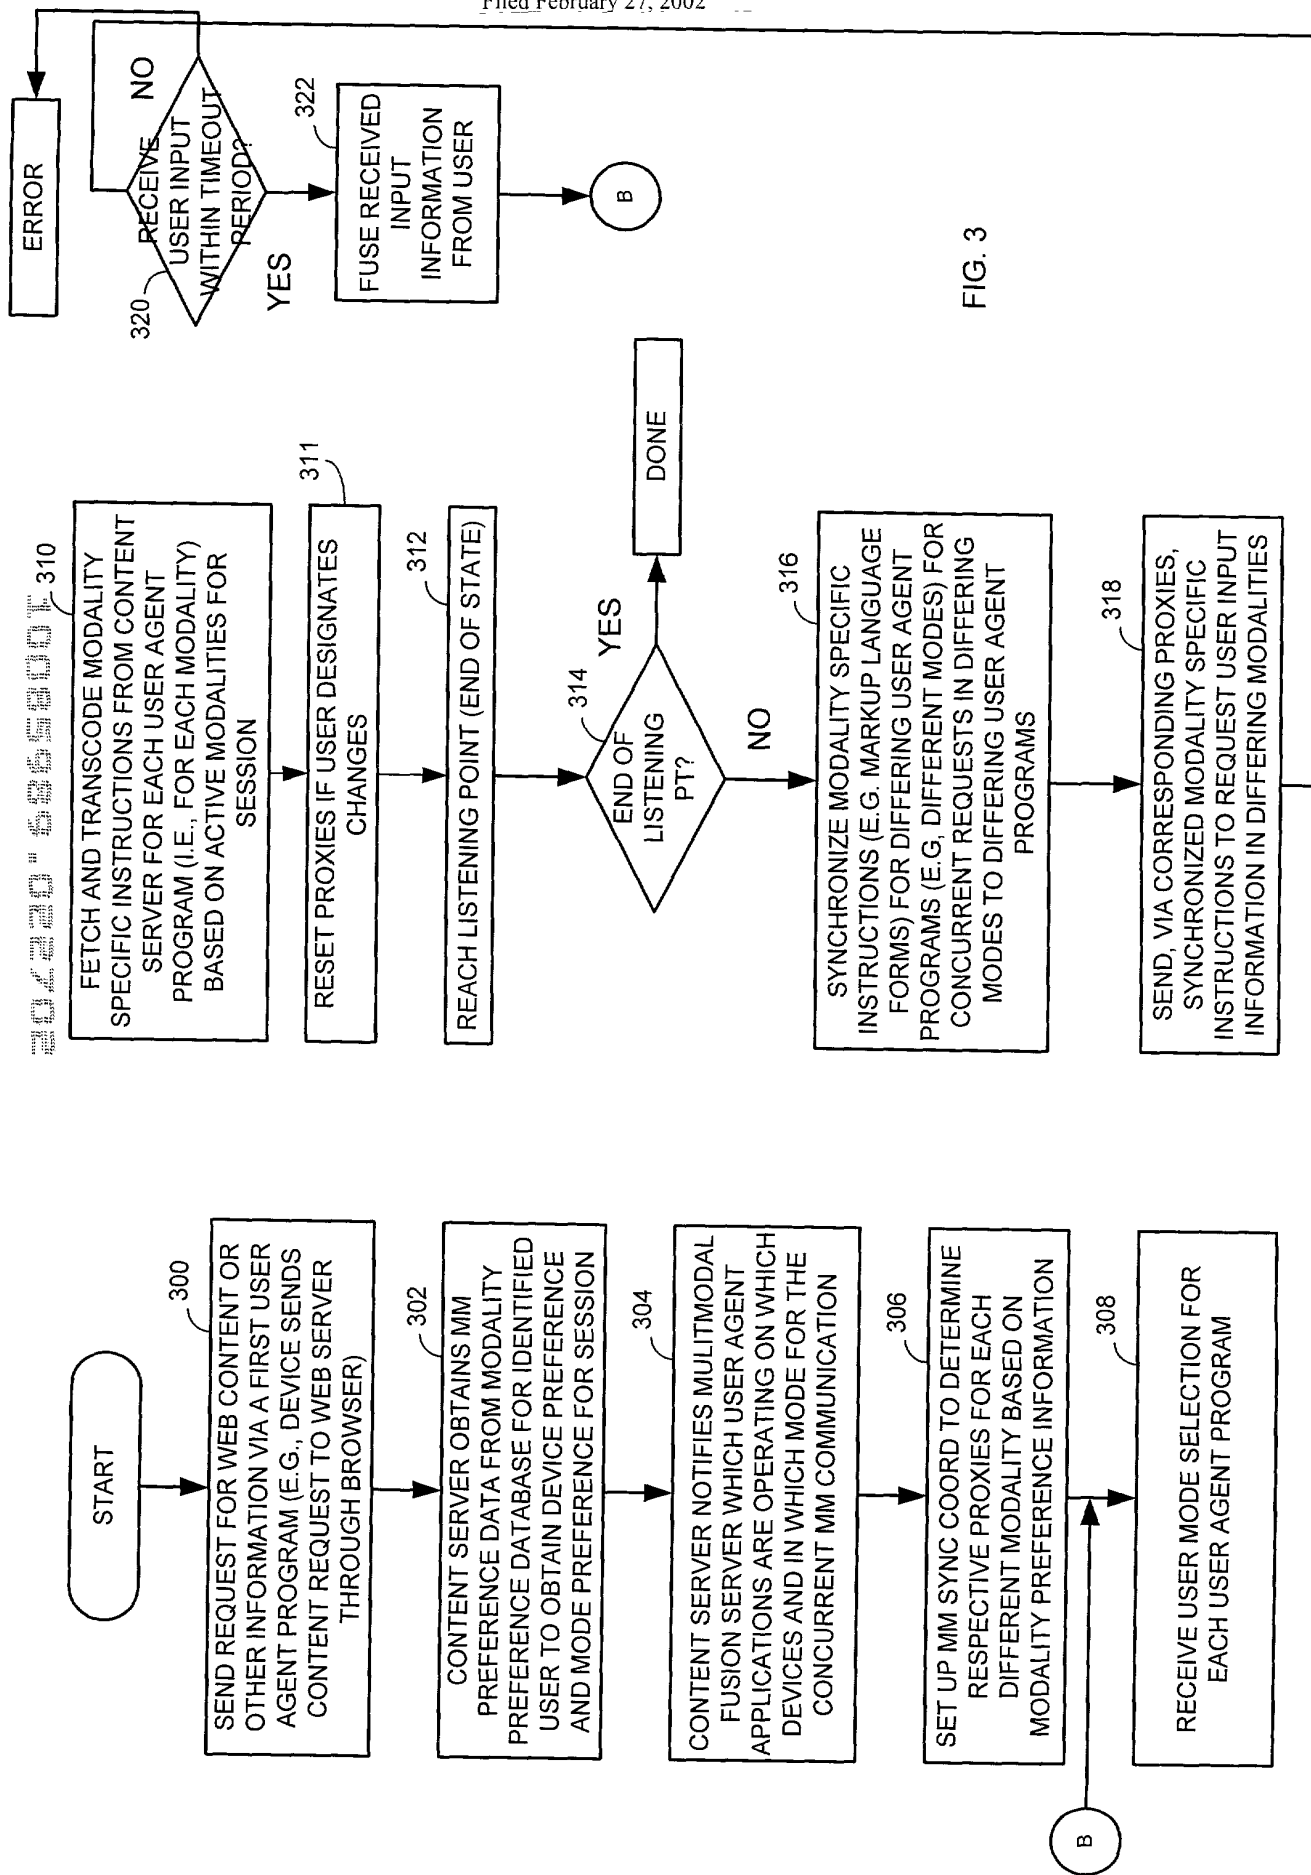 Filed February 27, 2002
START
300
SEND REQUEST FOR WEB CONTENT OR
OTHER INFORMATION VIA A FIRST USER
AGENT PROGRAM (E.G., DEVICE SENDS
CONTENT REQUEST TO WEB SERVER
THROUGH BROWSER)
302
CONTENT SERVER OBTAINS MM
PREFERENCE DATA FROM MODALITY
PREFERENCE DATABASE FOR IDENTIFIED
USER TO OBTAIN DEVICE PREFERENCE
AND MODE PREFERENCE FOR SESSION
304
CONTENT SERVER NOTIFIES MULITMODAL
FUSION SERVER WHICH USER AGENT
APPLICATIONS ARE OPERATING ON WHICH
DEVICES AND IN WHICH MODE FOR THE
CONCURRENT MM COMMUNICATION
306
SET UP MM SYNC COORD TO DETERMINE
RESPECTIVE PROXIES FOR EACH
DIFFERENT MODALITY BASED ON
MODALITY PREFERENCE INFORMATION
B
308
RECEIVE USER MODE SELECTION FOR
EACH USER AGENT PROGRAM
10085989.022702
310
FETCH AND TRANSCODE MODALITY
SPECIFIC INSTRUCTIONS FROM CONTENT
SERVER FOR EACH USER AGENT
PROGRAM (I.E., FOR EACH MODALITY)
BASED ON ACTIVE MODALITIES FOR
SESSION
311
RESET PROXIES IF USER DESIGNATES
CHANGES
312
REACH LISTENING POINT (END OF STATE)
314
END OF
LISTENING
PT?
YES
DONE
NO
316
SYNCHRONIZE MODALITY SPECIFIC
INSTRUCTIONS (E.G. MARKUP LANGUAGE
FORMS) FOR DIFFERING USER AGENT
PROGRAMS (E.G, DIFFERENT MODES) FOR
CONCURRENT REQUESTS IN DIFFERING
MODES TO DIFFERING USER AGENT
PROGRAMS
318
SEND, VIA CORRESPONDING PROXIES,
SYNCHRONIZED MODALITY SPECIFIC
INSTRUCTIONS TO REQUEST USER INPUT
INFORMATION IN DIFFERING MODALITIES
ERROR
NO
320
RECEIVE
USER INPUT
WITHIN TIMEOUT
PERIOD?
YES
322
FUSE RECEIVED
INPUT
INFORMATION
FROM USER
B
FIG. 3